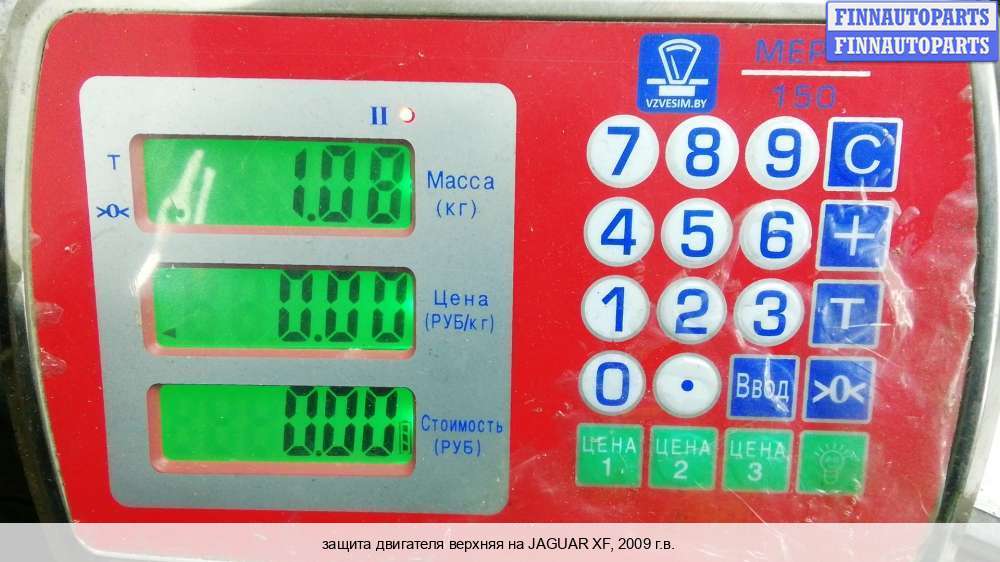 FINNAUTOPARTS
FINNAUTOPARTS
VZVESIM.BY
150
II
T
>0<
1.08
Масса
(кг)
0.00
Цена
(РУБ/кг)
0.00
Стоимость
(РУБ)
7 8 9 C
4 5 6 +
1 2 3 T
0 . Ввод >0<
ЦЕНА 1
ЦЕНА 2
ЦЕНА 3
защита двигателя верхняя на JAGUAR XF, 2009 г.в.